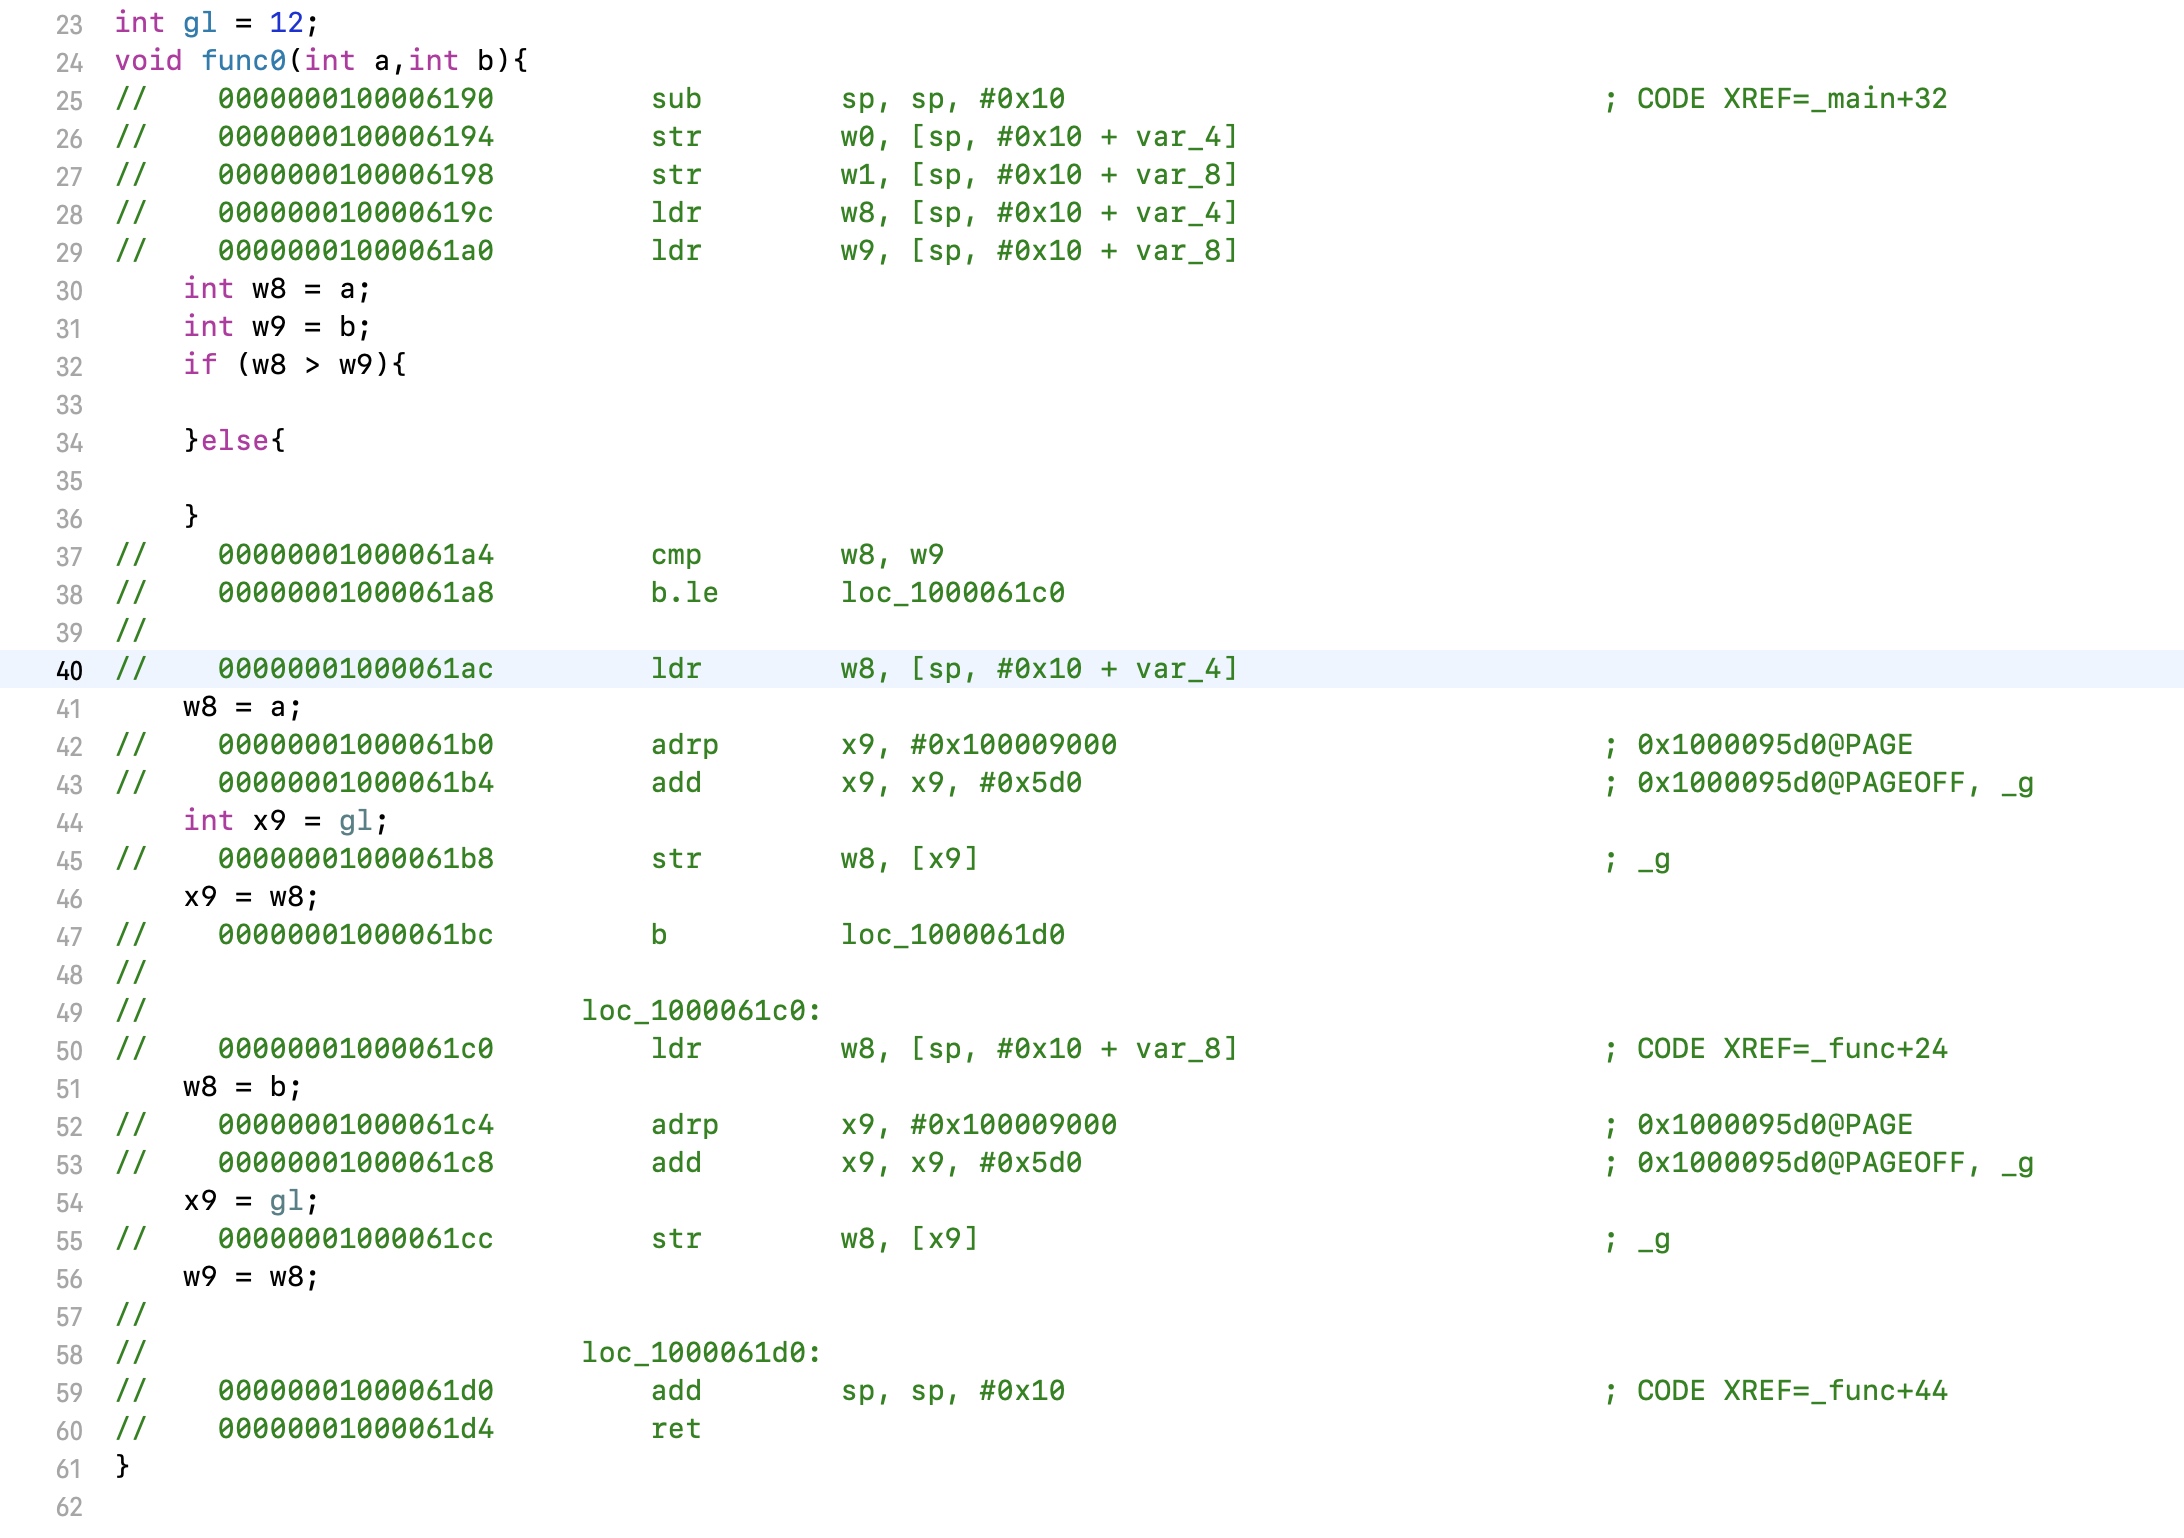 23 int gl = 12;
24 void func0(int a,int b){
25 //    0000000100006190         sub        sp, sp, #0x10                               ; CODE XREF=_main+32
26 //    0000000100006194         str        w0, [sp, #0x10 + var_4]
27 //    0000000100006198         str        w1, [sp, #0x10 + var_8]
28 //    000000010000619c         ldr        w8, [sp, #0x10 + var_4]
29 //    00000001000061a0         ldr        w9, [sp, #0x10 + var_8]
30     int w8 = a;
31     int w9 = b;
32     if (w8 > w9){
33
34     }else{
35
36     }
37 //    00000001000061a4         cmp        w8, w9
38 //    00000001000061a8         b.le       loc_1000061c0
39 //
40 //    00000001000061ac         ldr        w8, [sp, #0x10 + var_4]
41     w8 = a;
42 //    00000001000061b0         adrp       x9, #0x100009000                            ; 0x1000095d0@PAGE
43 //    00000001000061b4         add        x9, x9, #0x5d0                              ; 0x1000095d0@PAGEOFF, _g
44     int x9 = gl;
45 //    00000001000061b8         str        w8, [x9]                                    ; _g
46     x9 = w8;
47 //    00000001000061bc         b          loc_1000061d0
48 //
49 //                         loc_1000061c0:
50 //    00000001000061c0         ldr        w8, [sp, #0x10 + var_8]                     ; CODE XREF=_func+24
51     w8 = b;
52 //    00000001000061c4         adrp       x9, #0x100009000                            ; 0x1000095d0@PAGE
53 //    00000001000061c8         add        x9, x9, #0x5d0                              ; 0x1000095d0@PAGEOFF, _g
54     x9 = gl;
55 //    00000001000061cc         str        w8, [x9]                                    ; _g
56     w9 = w8;
57 //
58 //                         loc_1000061d0:
59 //    00000001000061d0         add        sp, sp, #0x10                               ; CODE XREF=_func+44
60 //    00000001000061d4         ret
61 }
62